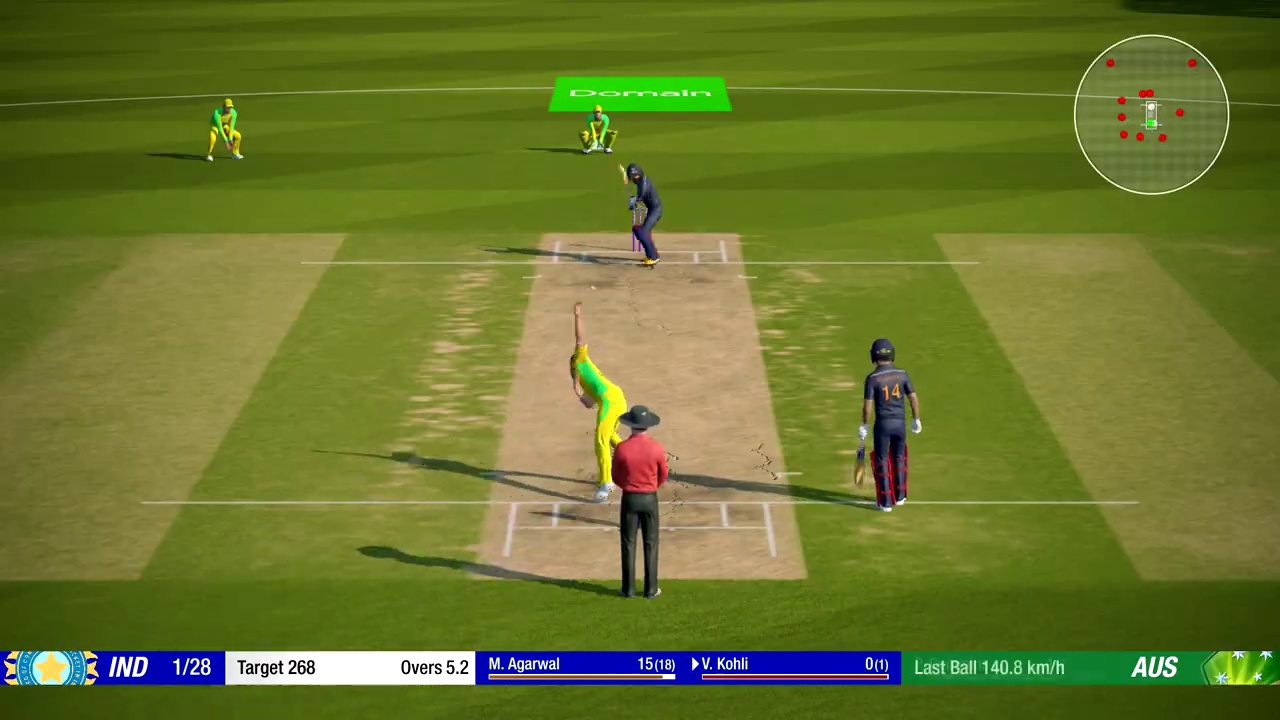 Domain
14
IND 1/28 Target 268 Overs 5.2 M. Agarwal 15(18) V. Kohli 0(1) Last Ball 140.8 km/h AUS